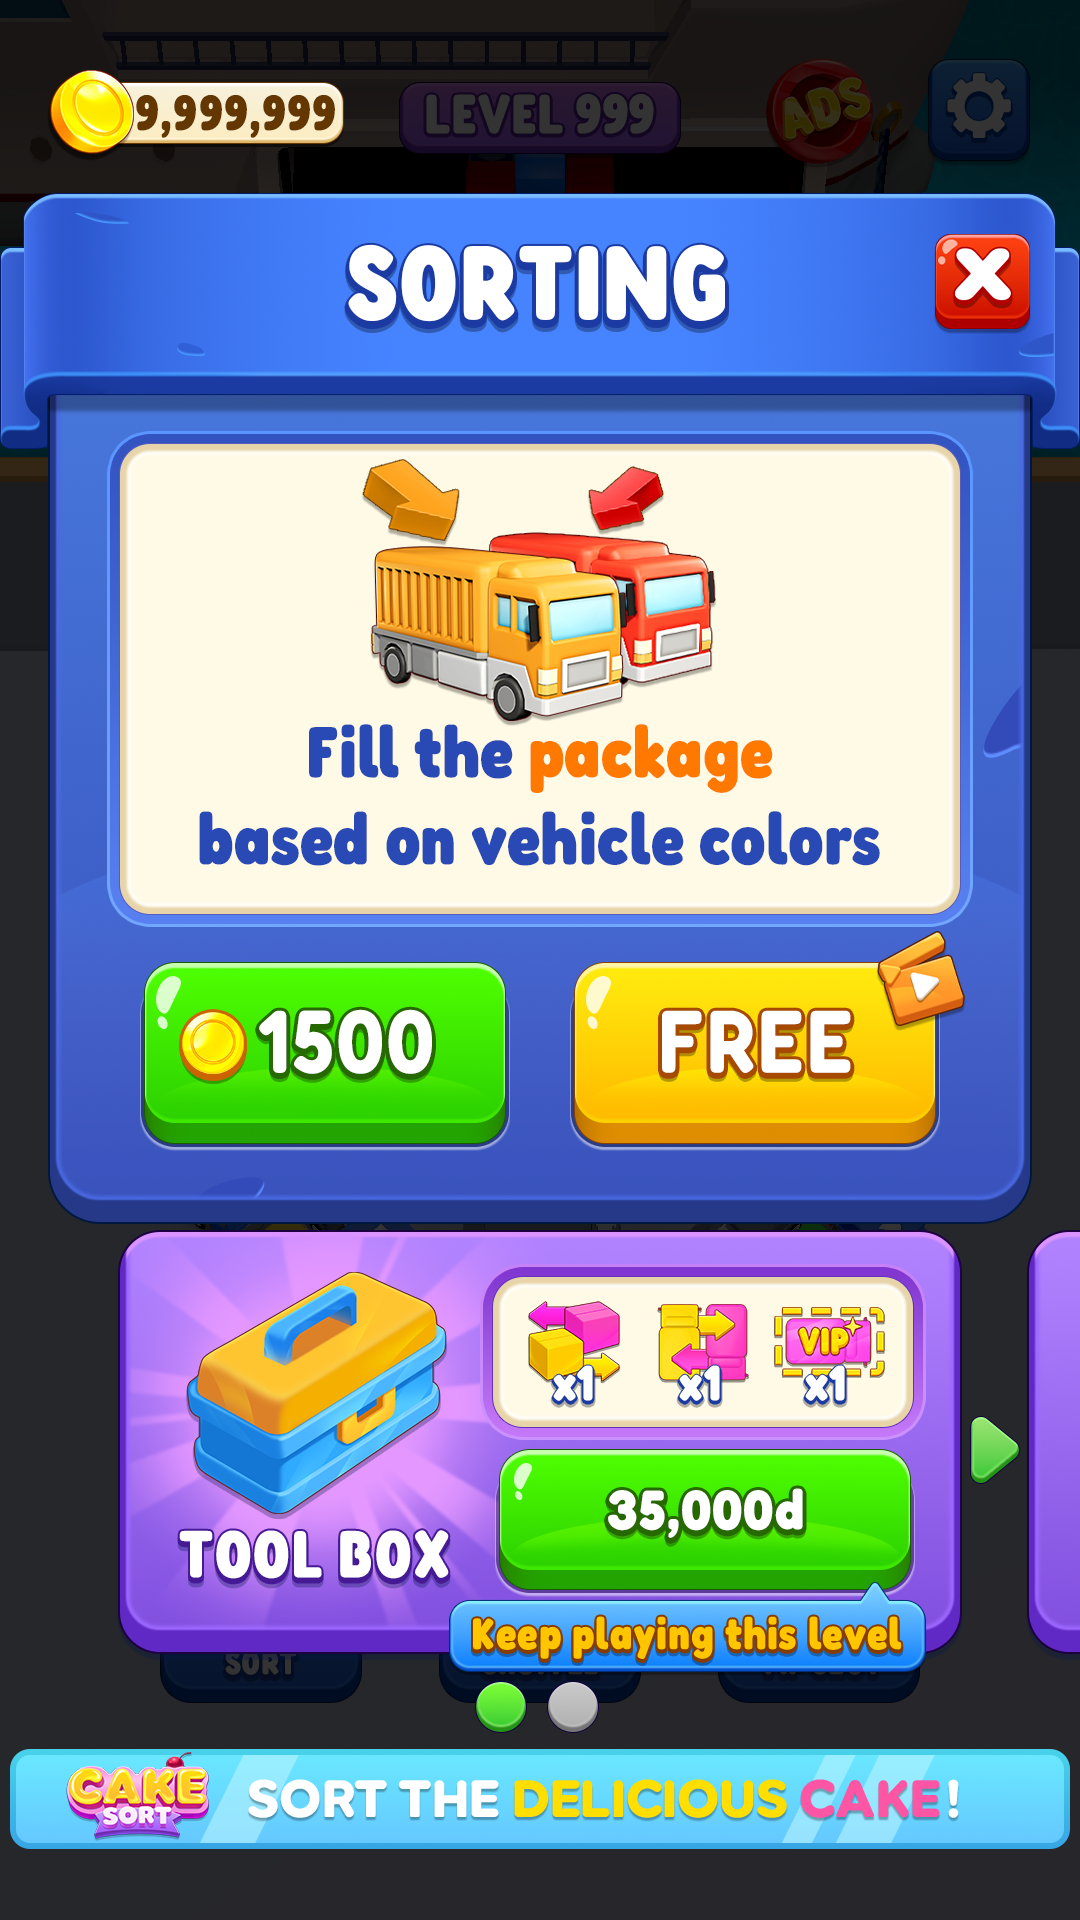 9,999,999
LEVEL 999
ADS
SORTING
Fill the package
based on vehicle colors
1500
FREE
VIP
x1
x1
x1
35,000d
TOOL BOX
Keep playing this level
SORT
CAKE
SORT
SORT THE DELICIOUS CAKE!